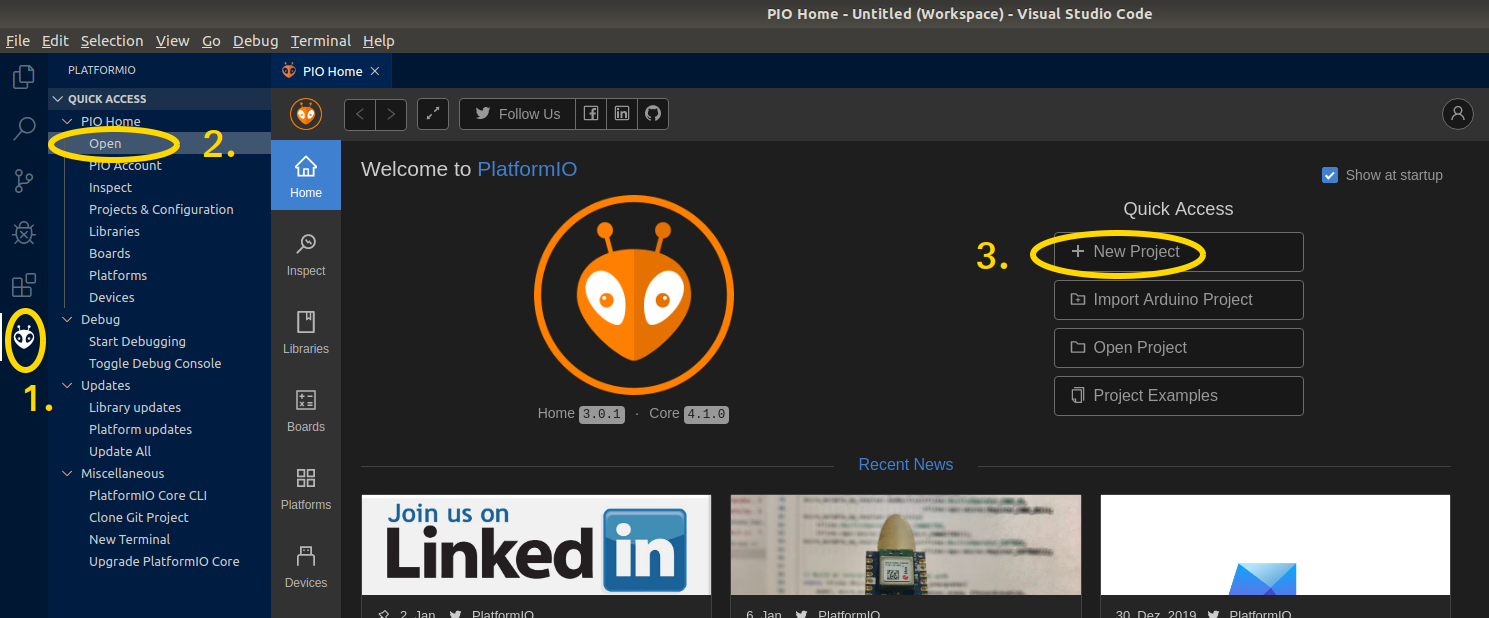 PIO Home - Untitled (Workspace) - Visual Studio Code
File Edit Selection View Go Debug Terminal Help
PLATFORMIO
QUICK ACCESS
PIO Home
Open
2.
PIO Account
Inspect
Projects & Configuration
Libraries
Boards
Platforms
Devices
Debug
Start Debugging
Toggle Debug Console
1.
Updates
Library updates
Platform updates
Update All
Miscellaneous
PlatformIO Core CLI
Clone Git Project
New Terminal
Upgrade PlatformIO Core
PIO Home
Follow Us
Home
Inspect
Libraries
Boards
Platforms
Devices
Welcome to PlatformIO
Show at startup
Home 3.0.1 · Core 4.1.0
Quick Access
3.
New Project
Import Arduino Project
Open Project
Project Examples
Recent News
Join us on
Linked in
2. Jan PlatformIO
6. Jan PlatformIO
30. Dez. 2019 PlatformIO